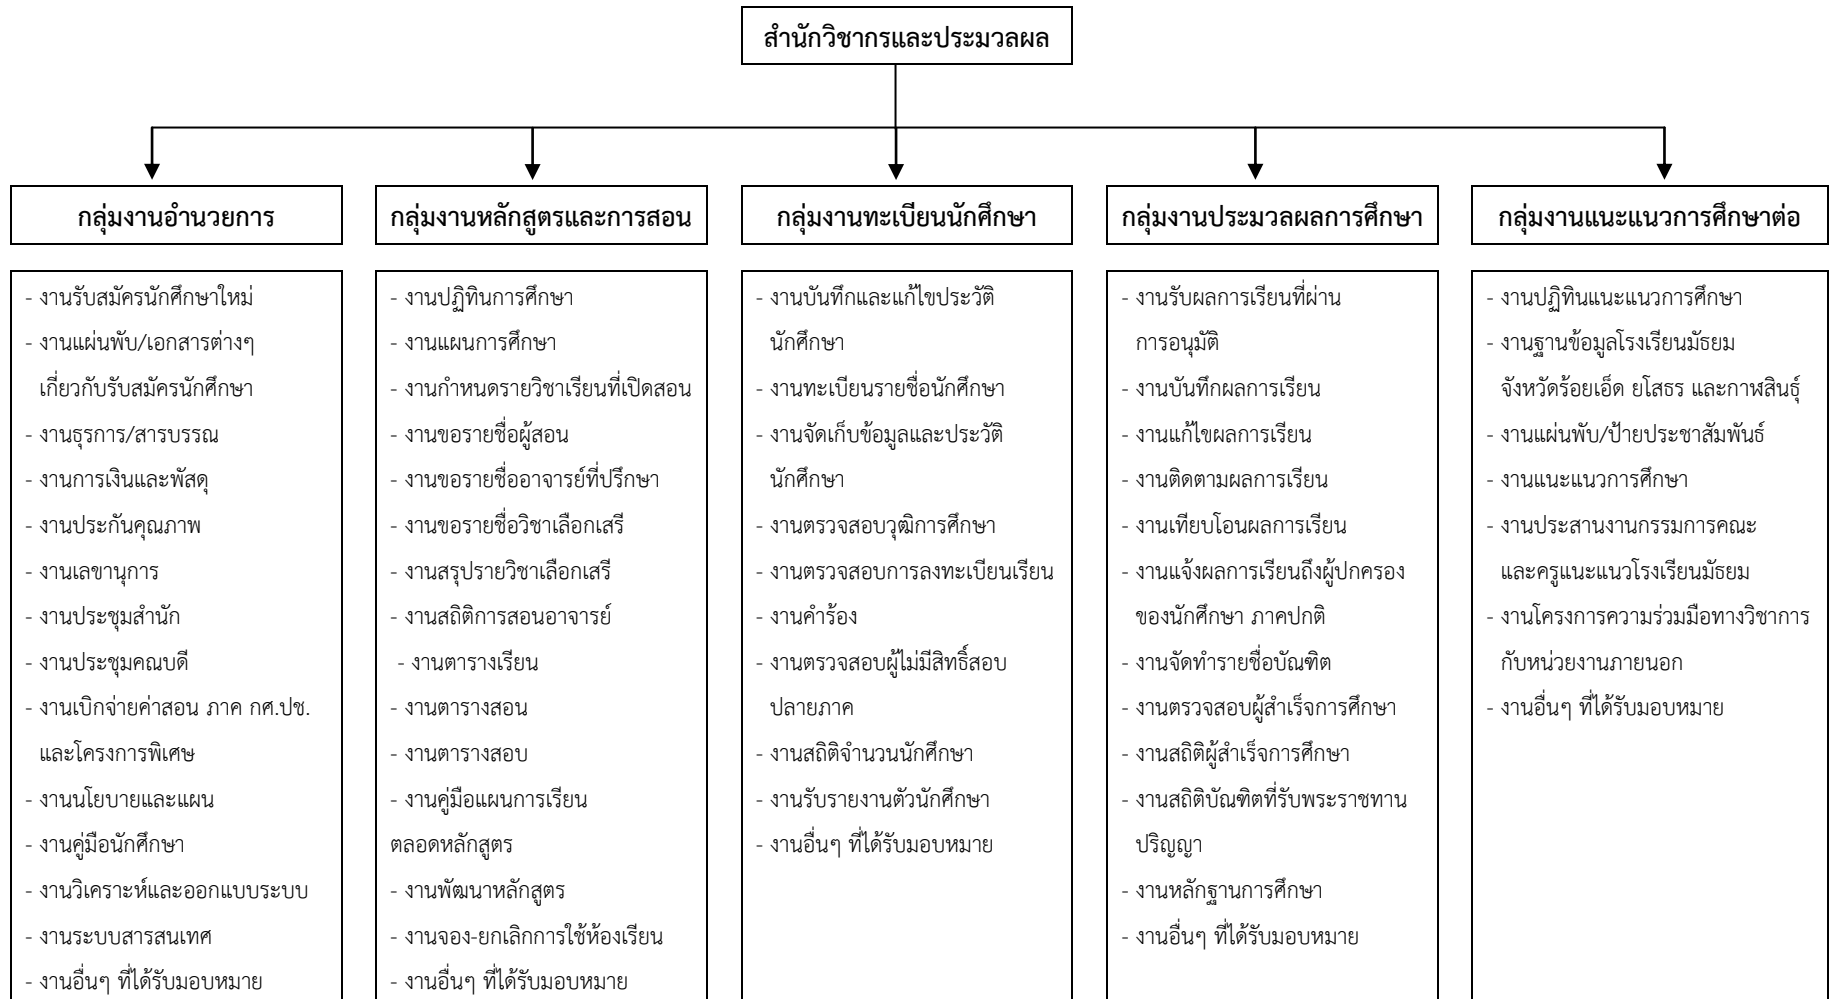 สำนักวิชากรและประมวลผล
กลุ่มงานอำนวยการ
- งานรับสมัครนักศึกษาใหม่
- งานแผ่นพับ/เอกสารต่างๆ
เกี่ยวกับรับสมัครนักศึกษา
- งานธุรการ/สารบรรณ
- งานการเงินและพัสดุ
- งานประกันคุณภาพ
- งานเลขานุการ
- งานประชุมสำนัก
- งานประชุมคณบดี
- งานเบิกจ่ายค่าสอน ภาค กศ.ปช.
และโครงการพิเศษ
- งานนโยบายและแผน
- งานคู่มือนักศึกษา
- งานวิเคราะห์และออกแบบระบบ
- งานระบบสารสนเทศ
- งานอื่นๆ ที่ได้รับมอบหมาย
กลุ่มงานหลักสูตรและการสอน
- งานปฏิทินการศึกษา
- งานแผนการศึกษา
- งานกำหนดรายวิชาเรียนที่เปิดสอน
- งานขอรายชื่อผู้สอน
- งานขอรายชื่ออาจารย์ที่ปรึกษา
- งานขอรายชื่อวิชาเลือกเสรี
- งานสรุปรายวิชาเลือกเสรี
- งานสถิติการสอนอาจารย์
- งานตารางเรียน
- งานตารางสอน
- งานตารางสอบ
- งานคู่มือแผนการเรียน
ตลอดหลักสูตร
- งานพัฒนาหลักสูตร
- งานจอง-ยกเลิกการใช้ห้องเรียน
- งานอื่นๆ ที่ได้รับมอบหมาย
กลุ่มงานทะเบียนนักศึกษา
- งานบันทึกและแก้ไขประวัติ
นักศึกษา
- งานทะเบียนรายชื่อนักศึกษา
- งานจัดเก็บข้อมูลและประวัติ
นักศึกษา
- งานตรวจสอบวุฒิการศึกษา
- งานตรวจสอบการลงทะเบียนเรียน
- งานคำร้อง
- งานตรวจสอบผู้ไม่มีสิทธิ์สอบ
ปลายภาค
- งานสถิติจำนวนนักศึกษา
- งานรับรายงานตัวนักศึกษา
- งานอื่นๆ ที่ได้รับมอบหมาย
กลุ่มงานประมวลผลการศึกษา
- งานรับผลการเรียนที่ผ่าน
การอนุมัติ
- งานบันทึกผลการเรียน
- งานแก้ไขผลการเรียน
- งานติดตามผลการเรียน
- งานเทียบโอนผลการเรียน
- งานแจ้งผลการเรียนถึงผู้ปกครอง
ของนักศึกษา ภาคปกติ
- งานจัดทำรายชื่อบัณฑิต
- งานตรวจสอบผู้สำเร็จการศึกษา
- งานสถิติผู้สำเร็จการศึกษา
- งานสถิติบัณฑิตที่รับพระราชทาน
ปริญญา
- งานหลักฐานการศึกษา
- งานอื่นๆ ที่ได้รับมอบหมาย
กลุ่มงานแนะแนวการศึกษาต่อ
- งานปฏิทินแนะแนวการศึกษา
- งานฐานข้อมูลโรงเรียนมัธยม
จังหวัดร้อยเอ็ด ยโสธร และกาฬสินธุ์
- งานแผ่นพับ/ป้ายประชาสัมพันธ์
- งานแนะแนวการศึกษา
- งานประสานงานกรรมการคณะ
และครูแนะแนวโรงเรียนมัธยม
- งานโครงการความร่วมมือทางวิชาการ
กับหน่วยงานภายนอก
- งานอื่นๆ ที่ได้รับมอบหมาย